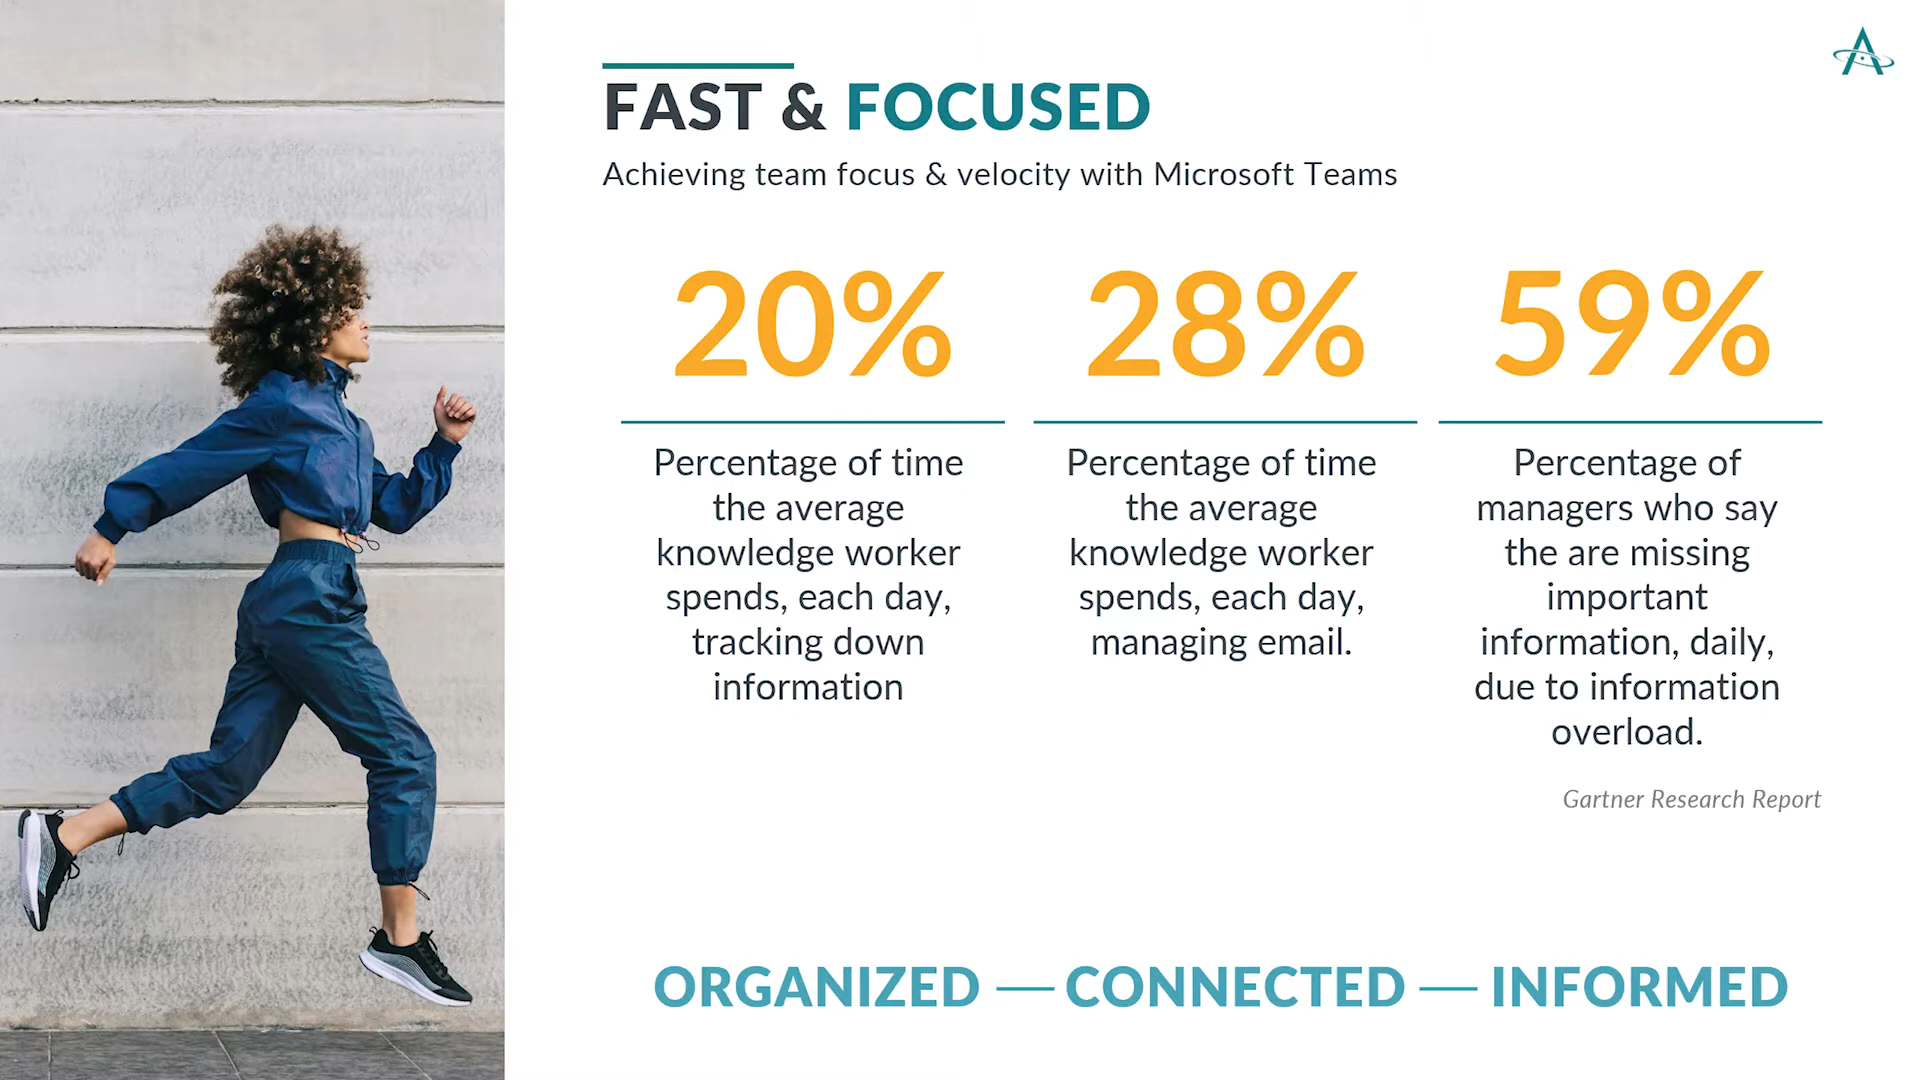 FAST & FOCUSED
Achieving team focus & velocity with Microsoft Teams
20%
Percentage of time
the average
knowledge worker
spends, each day,
tracking down
information
28%
Percentage of time
the average
knowledge worker
spends, each day,
managing email.
59%
Percentage of
managers who say
the are missing
important
information, daily,
due to information
overload.
Gartner Research Report
ORGANIZED — CONNECTED — INFORMED